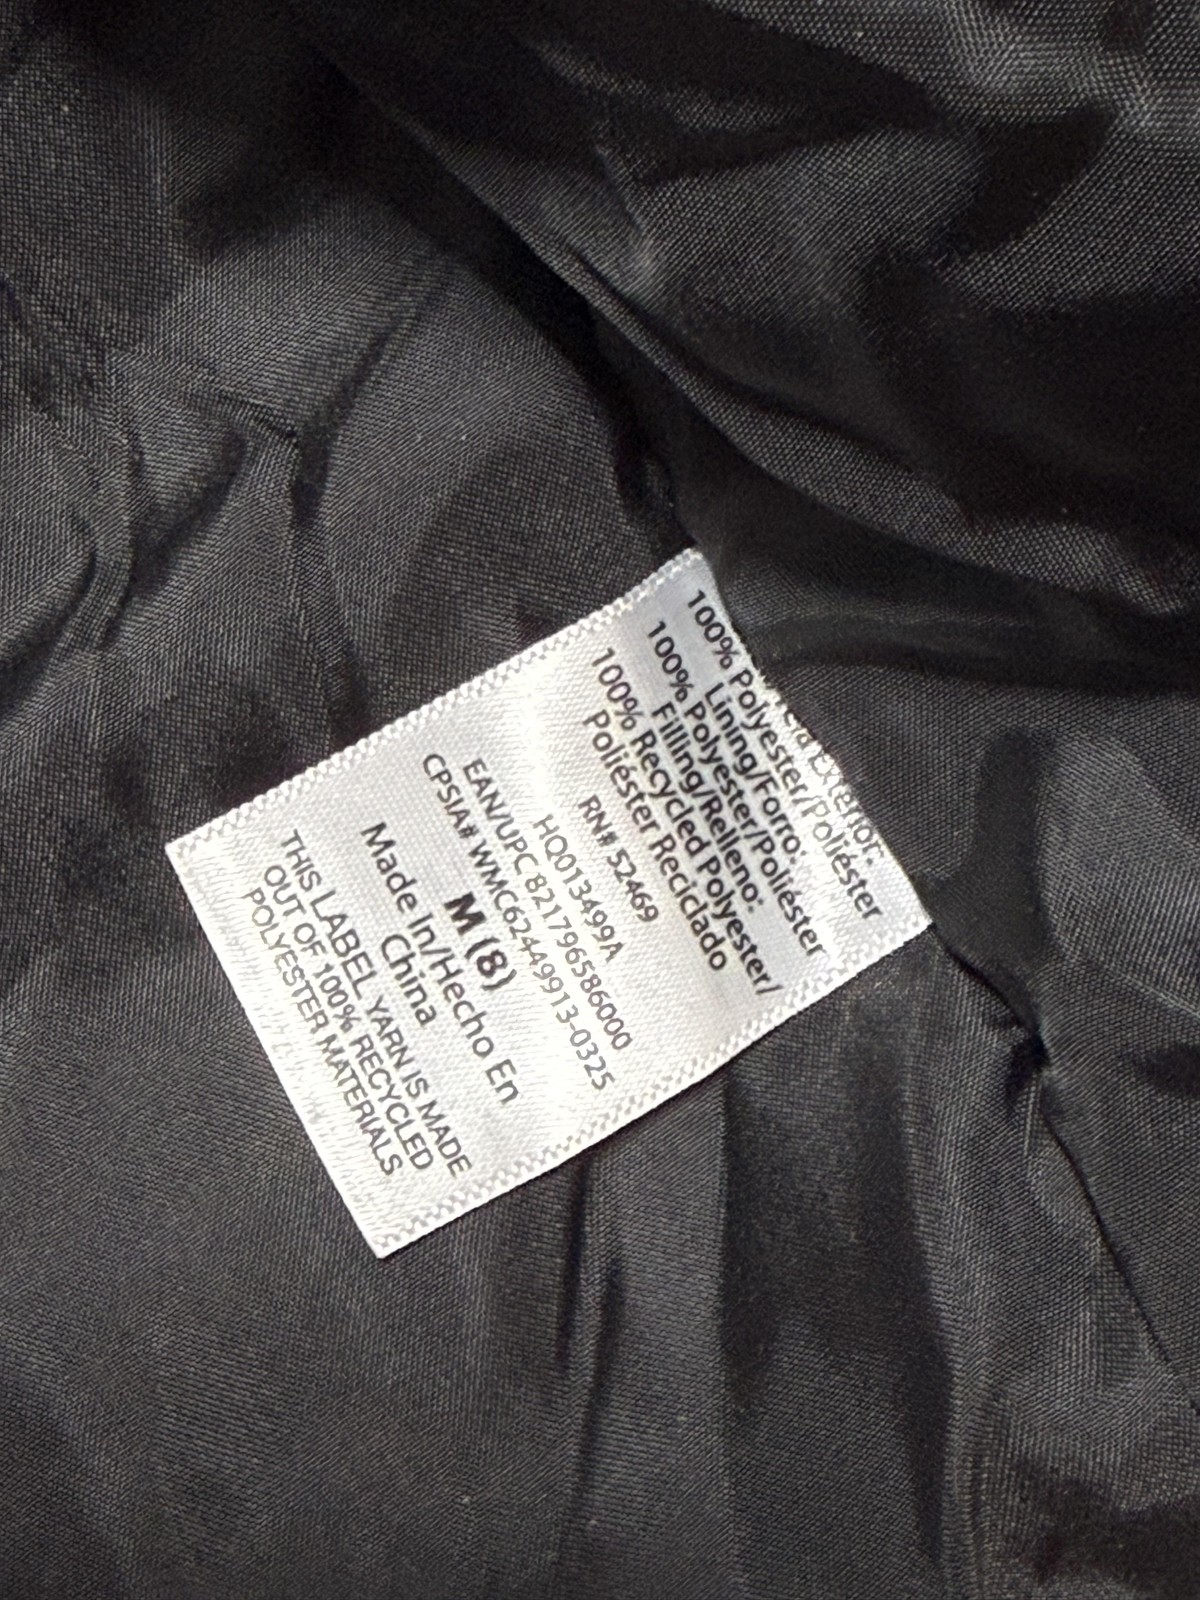 Exterior:
100% Polyester/Poliéster
Lining/Forro:
100% Polyester/Poliéster
Filling/Relleno:
100% Recycled Polyester/
Poliéster Reciclado
RN# 52469
HQ013499A
EAN/UPC 821796586000
CPSIA# WMC62449913-0325
M (8)
Made In/Hecho En
China
THIS LABEL YARN IS MADE
OUT OF 100% RECYCLED
POLYESTER MATERIALS